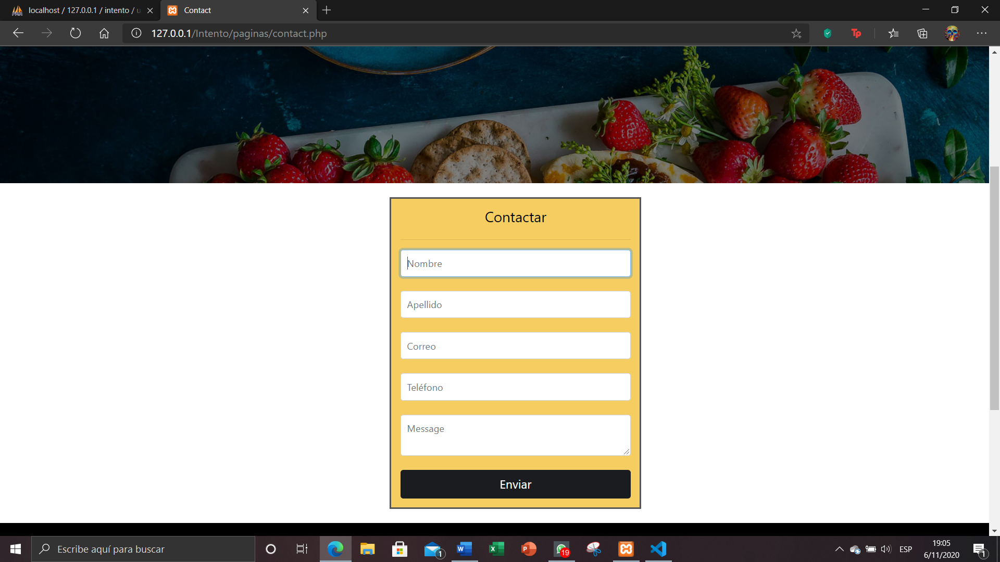 localhost / 127.0.0.1 / intento / u
Contact
127.0.0.1/Intento/paginas/contact.php
Tp
Contactar
Nombre
Apellido
Correo
Teléfono
Message
Enviar
Escribe aquí para buscar
1
19
ESP
19:05
6/11/2020
1